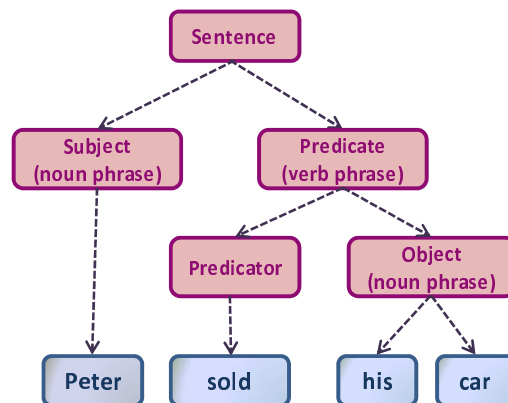 Sentence
Subject
(noun phrase)
Predicate
(verb phrase)
Predicator
Object
(noun phrase)
Peter
sold
his
car